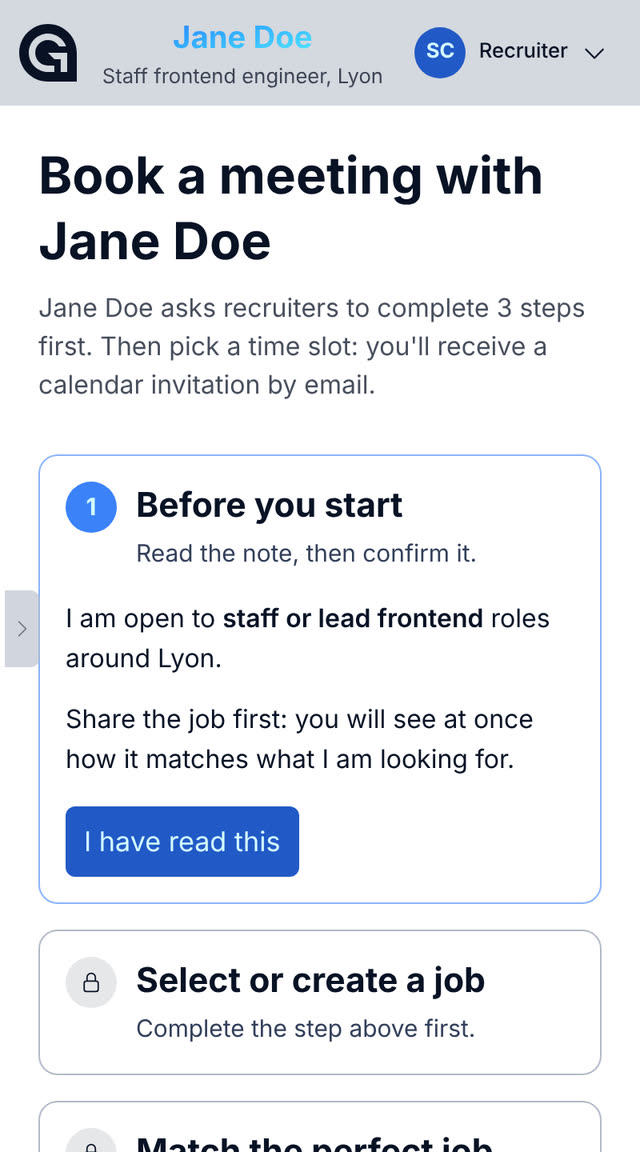 Jane Doe
Staff frontend engineer, Lyon
SC
Recruiter
Book a meeting with
Jane Doe
Jane Doe asks recruiters to complete 3 steps
first. Then pick a time slot: you'll receive a
calendar invitation by email.
1
Before you start
Read the note, then confirm it.
I am open to staff or lead frontend roles
around Lyon.
Share the job first: you will see at once
how it matches what I am looking for.
I have read this
Select or create a job
Complete the step above first.
Match the perfect job